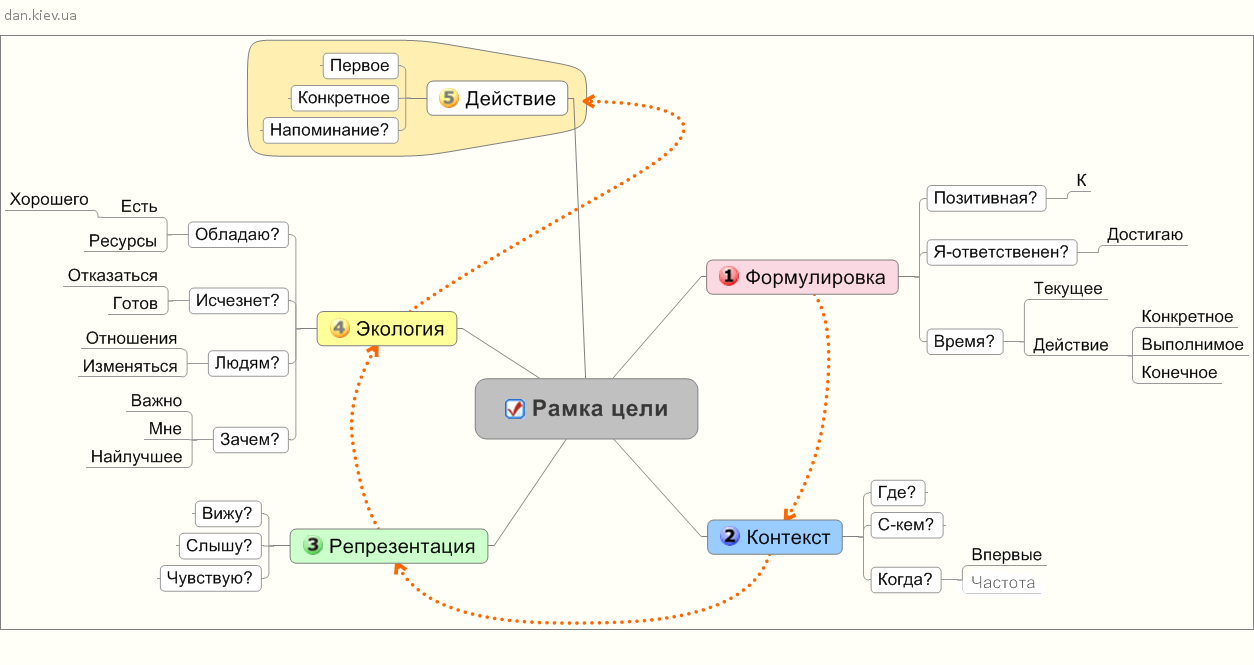 dan.kiev.ua
Рамка цели
1 Формулировка
Позитивная?
К
Я-ответственен?
Достигаю
Время?
Текущее
Действие
Конкретное
Выполнимое
Конечное
2 Контекст
Где?
С-кем?
Когда?
Впервые
Частота
3 Репрезентация
Вижу?
Слышу?
Чувствую?
4 Экология
Обладаю?
Есть
Хорошего
Ресурсы
Исчезнет?
Отказаться
Готов
Людям?
Отношения
Изменяться
Зачем?
Важно
Мне
Найлучшее
5 Действие
Первое
Конкретное
Напоминание?